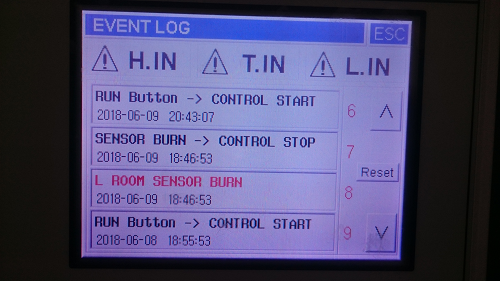 EVENT LOG ESC
H.IN T.IN L.IN
RUN Button -> CONTROL START
2018-06-09 20:43:07
6
SENSOR BURN -> CONTROL STOP
2018-06-09 18:46:53
7
Reset
L ROOM SENSOR BURN
2018-06-09 18:46:53
8
RUN Button -> CONTROL START
2018-06-08 18:55:53
9